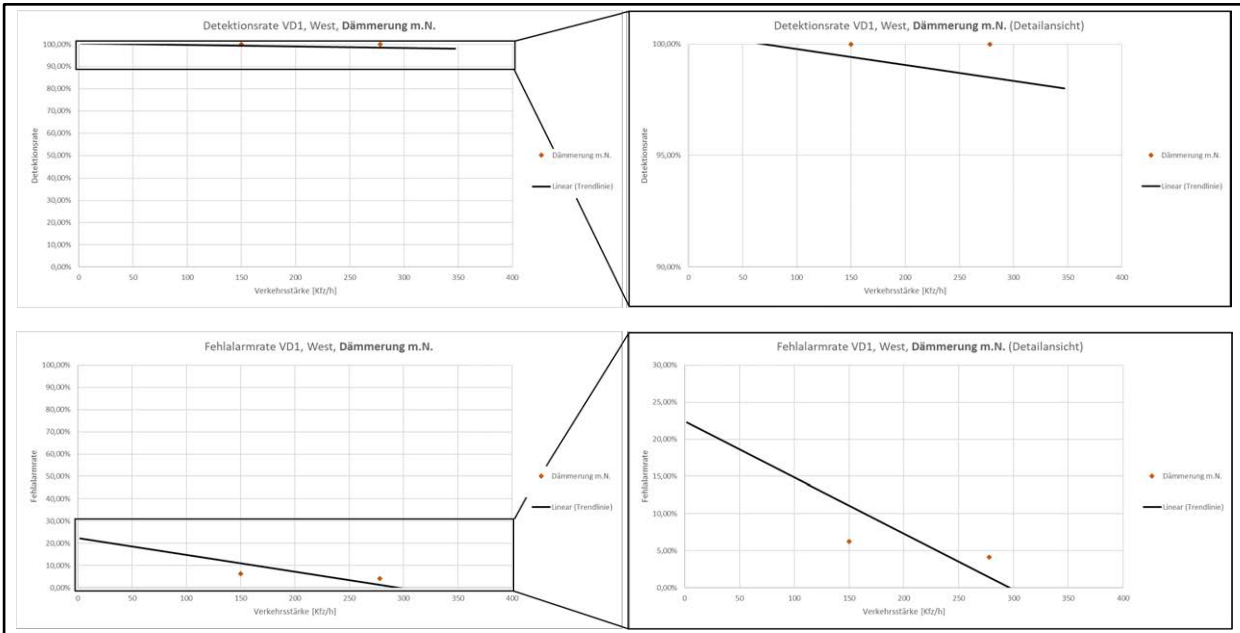 Detektionsrate VD1, West, Dämmerung m.N.
100,00%
90,00%
80,00%
70,00%
60,00%
50,00%
40,00%
30,00%
20,00%
10,00%
0,00%
Detektionsrate
0 50 100 150 200 250 300 350 400
Verkehrsstärke [Kfz/h]
Dämmerung m.N.
Linear (Trendlinie)
Detektionsrate VD1, West, Dämmerung m.N. (Detailansicht)
100,00%
95,00%
90,00%
Detektionsrate
0 50 100 150 200 250 300 350 400
Verkehrsstärke [Kfz/h]
Dämmerung m.N.
Linear (Trendlinie)
Fehlalarmrate VD1, West, Dämmerung m.N.
100,00%
90,00%
80,00%
70,00%
60,00%
50,00%
40,00%
30,00%
20,00%
10,00%
0,00%
Fehlalarmrate
0 50 100 150 200 250 300 350 400
Verkehrsstärke [Kfz/h]
Dämmerung m.N.
Linear (Trendlinie)
Fehlalarmrate VD1, West, Dämmerung m.N. (Detailansicht)
30,00%
25,00%
20,00%
15,00%
10,00%
5,00%
0,00%
Fehlalarmrate
0 50 100 150 200 250 300 350 400
Verkehrsstärke [Kfz/h]
Dämmerung m.N.
Linear (Trendlinie)